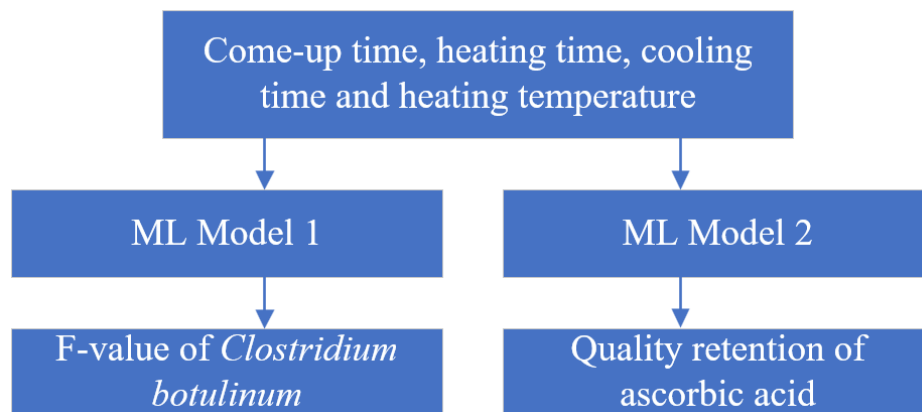 Come-up time, heating time, cooling
time and heating temperature
ML Model 1
ML Model 2
F-value of Clostridium
botulinum
Quality retention of
ascorbic acid